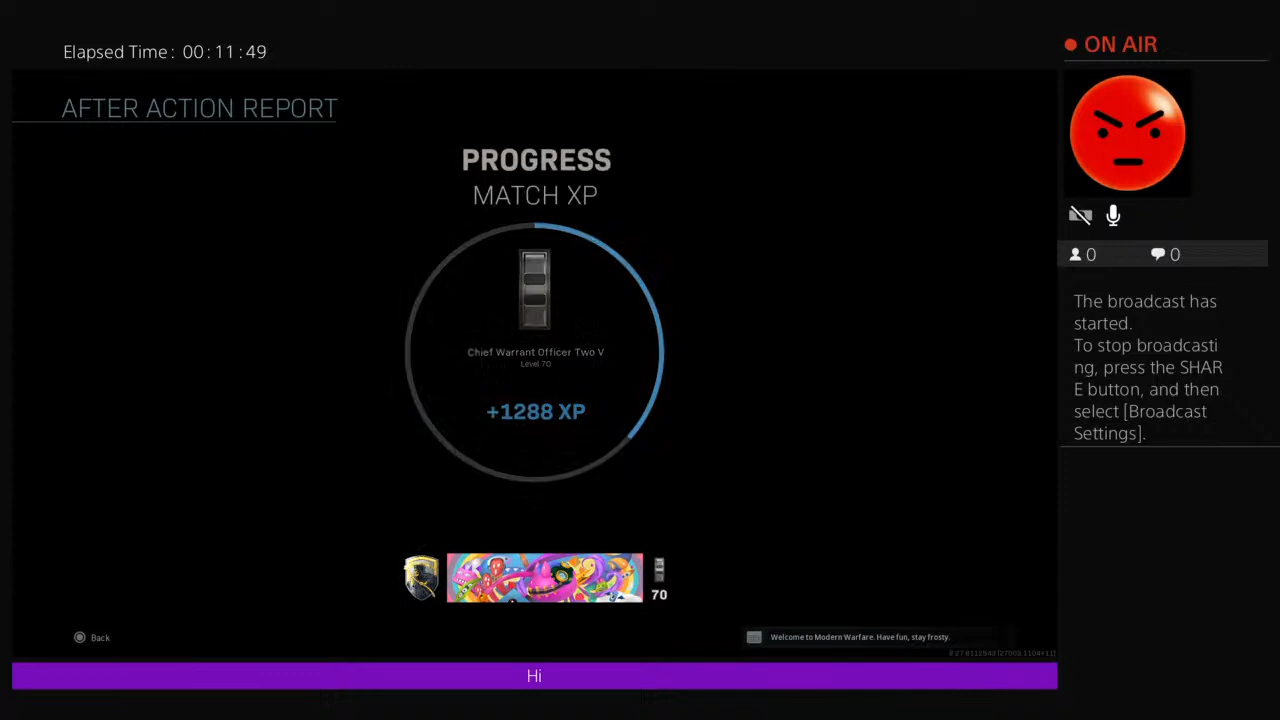 Elapsed Time: 00:11:49
ON AIR
AFTER ACTION REPORT
PROGRESS
MATCH XP
0
0
The broadcast has
started.
To stop broadcasti
ng, press the SHAR
E button, and then
select [Broadcast
Settings].
Chief Warrant Officer Two V
Level 70
+1288 XP
70
Back
Welcome to Modern Warfare. Have fun, stay frosty.
Hi